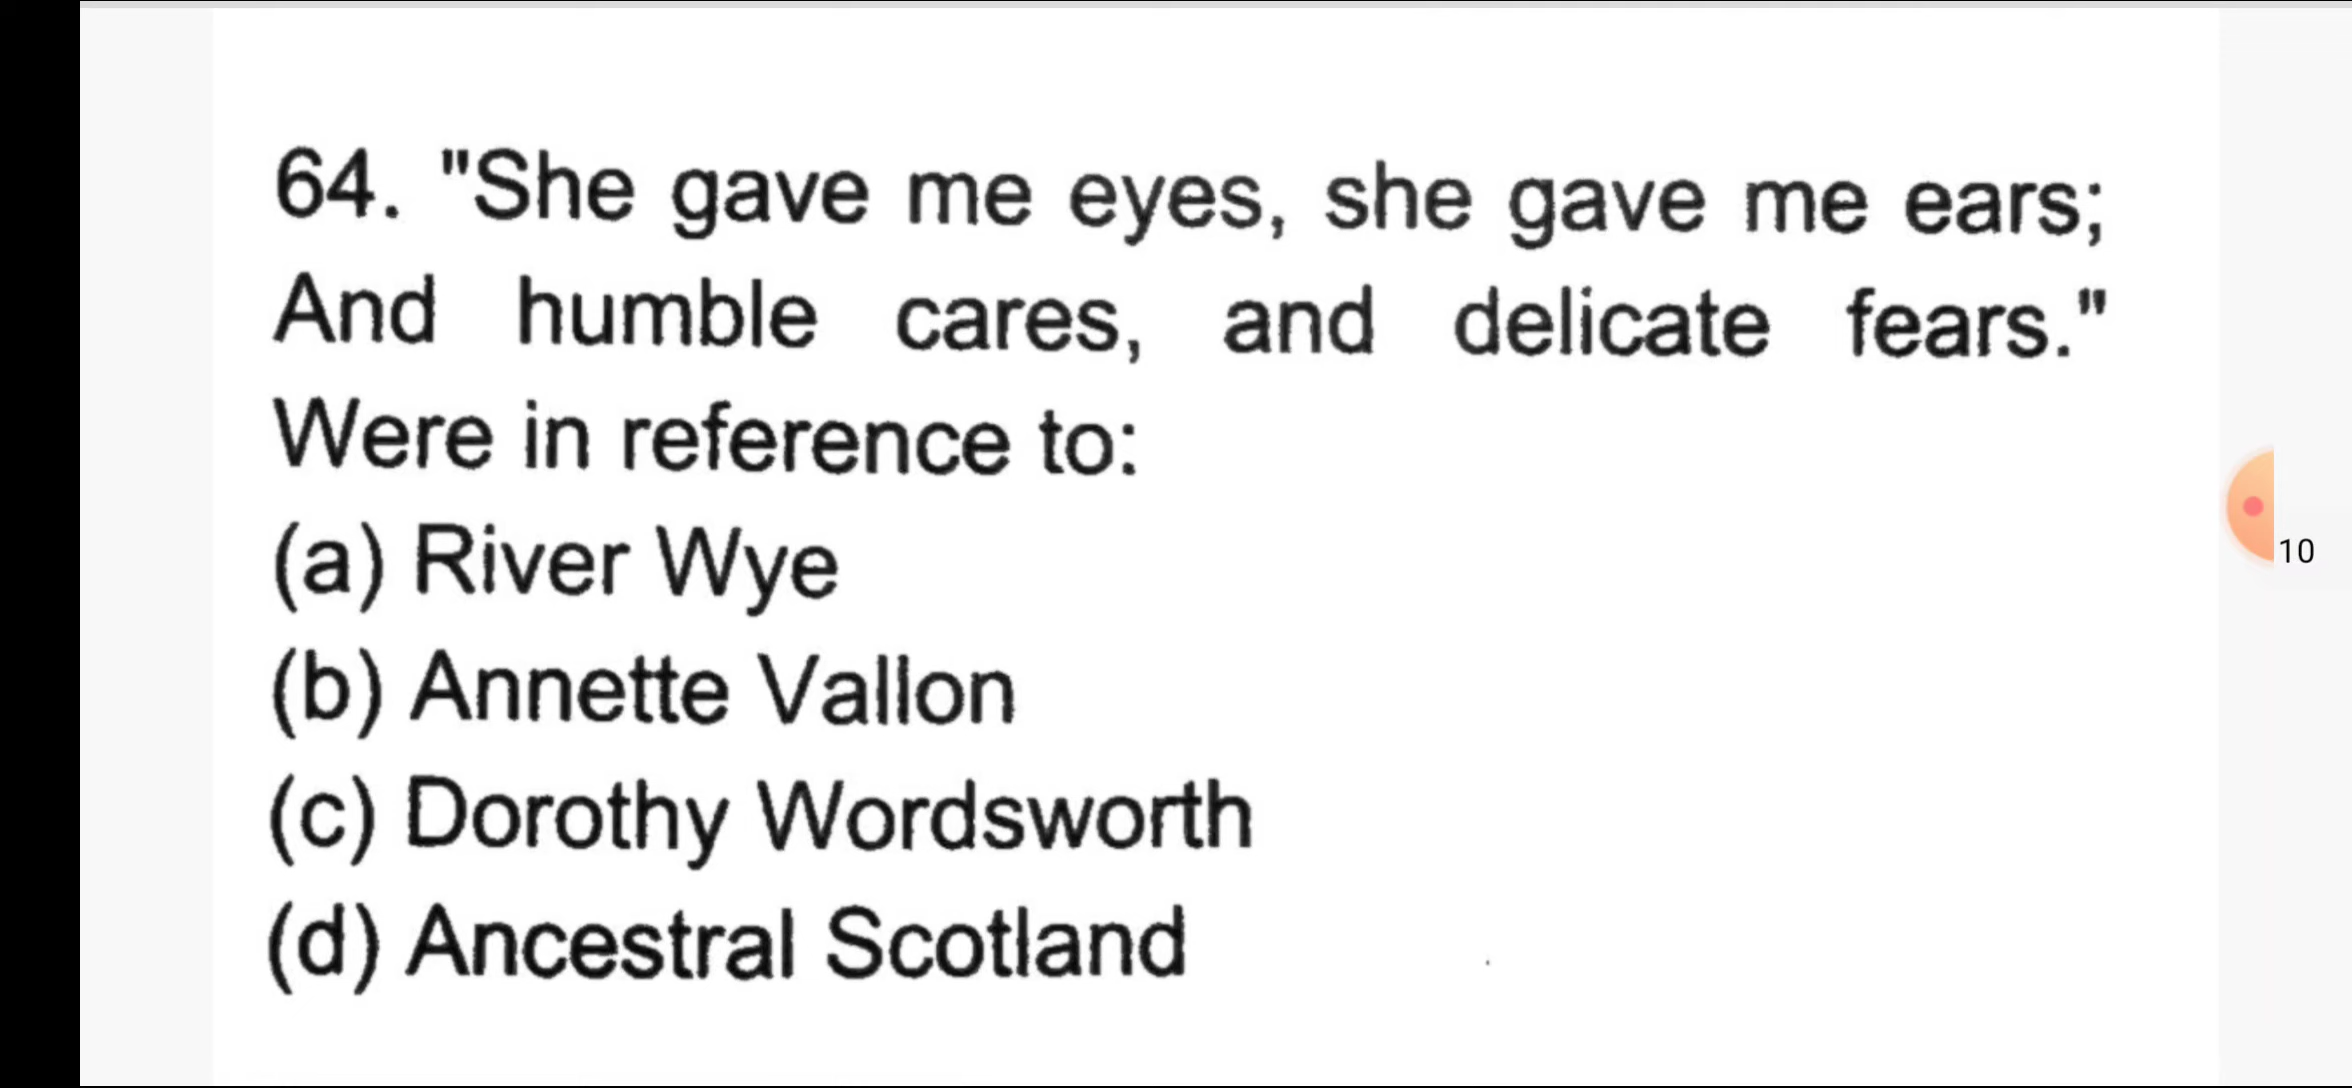 64. "She gave me eyes, she gave me ears;
And humble cares, and delicate fears."
Were in reference to:
(a) River Wye
(b) Annette Vallon
(c) Dorothy Wordsworth
(d) Ancestral Scotland
10